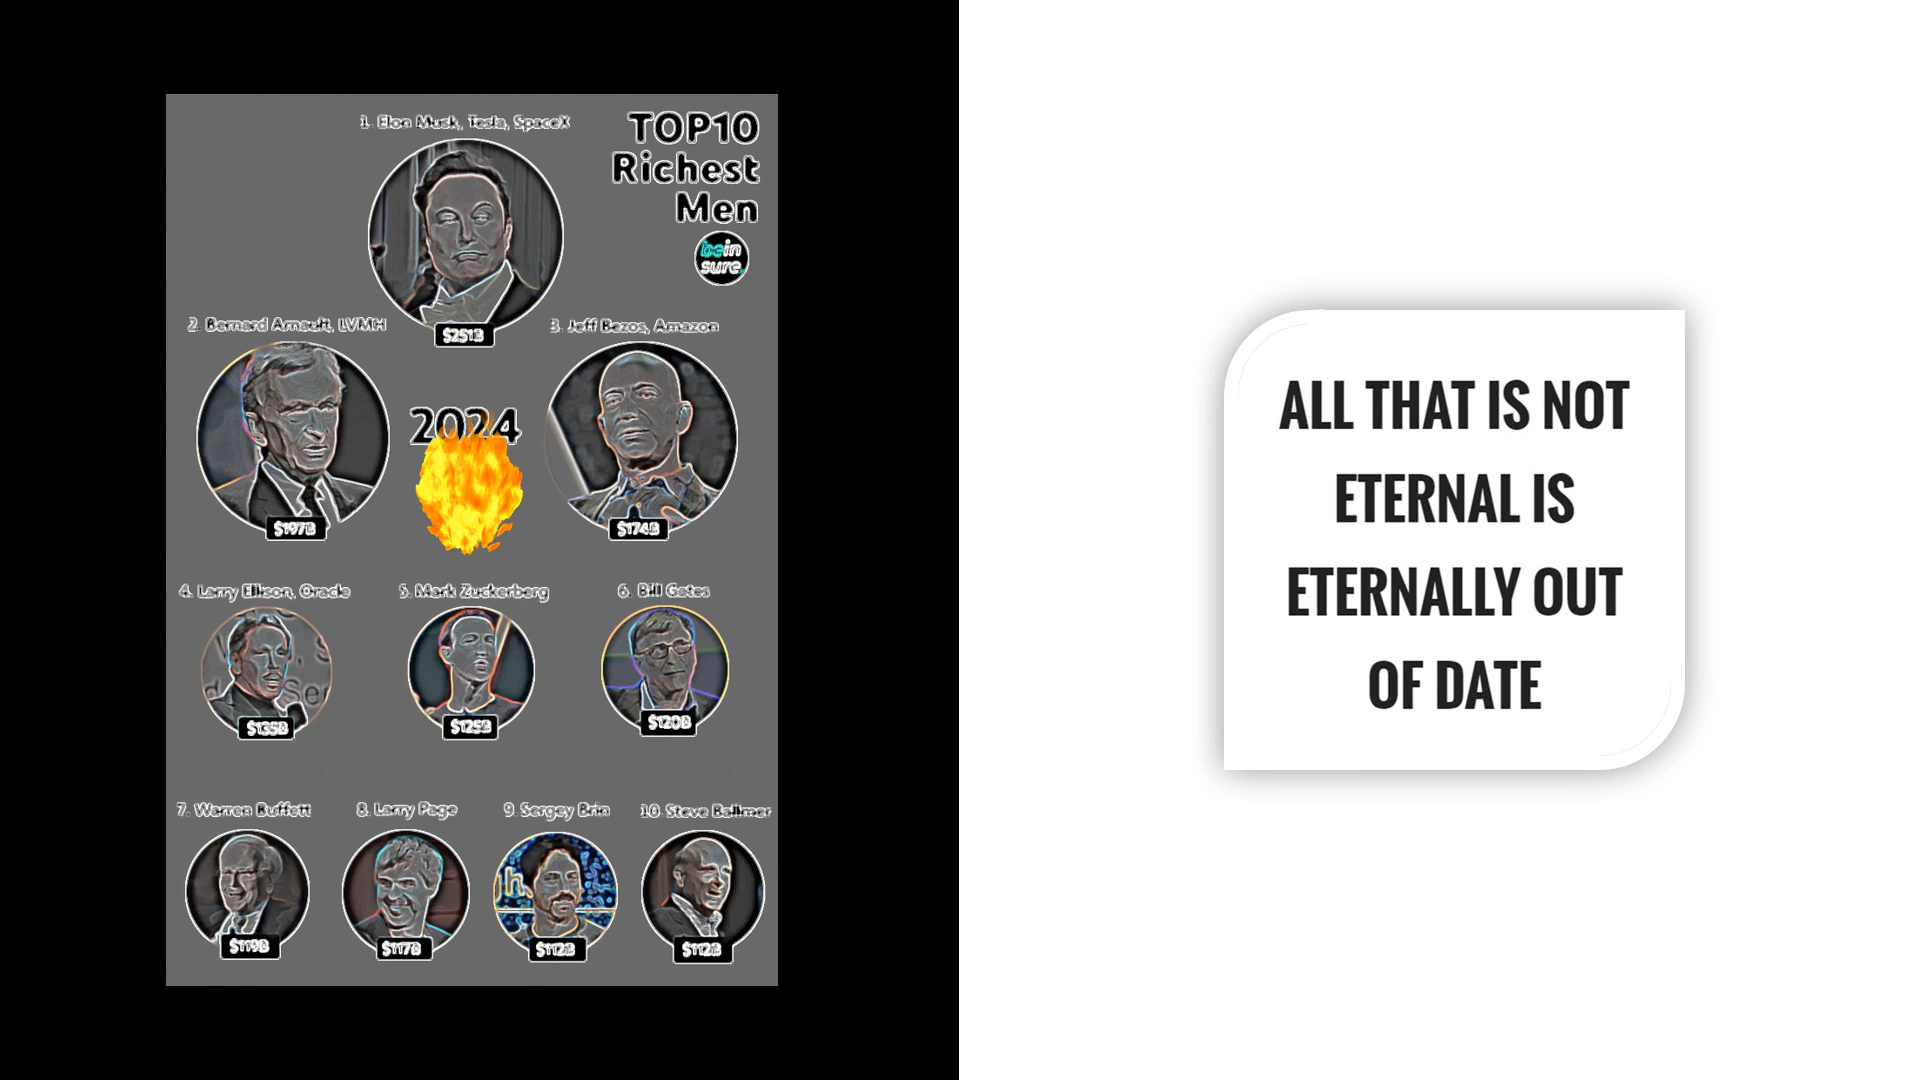 1. Elon Musk, Tesla, SpaceX
TOP10
Richest
Men
bein
sure.
$251B
2. Bernard Arnault, LVMH
3. Jeff Bezos, Amazon
2024
$197B
$174B
4. Larry Ellison, Oracle
5. Mark Zuckerberg
6. Bill Gates
$135B
$125B
$120B
7. Warren Buffett
8. Larry Page
9. Sergey Brin
10. Steve Ballmer
$119B
$117B
$112B
$112B
ALL THAT IS NOT
ETERNAL IS
ETERNALLY OUT
OF DATE